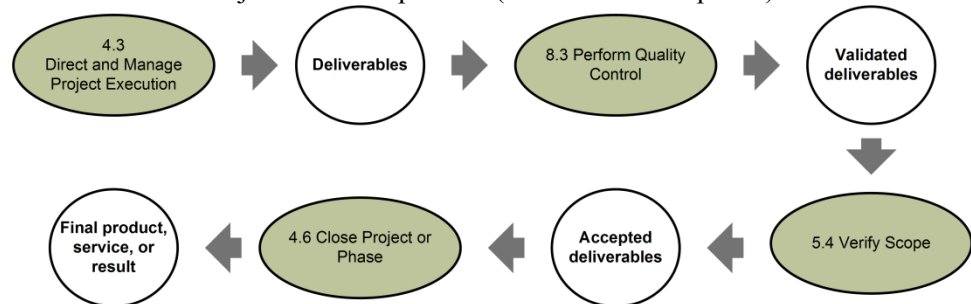 4.3
Direct and Manage
Project Execution
Deliverables
8.3 Perform Quality
Control
Validated
deliverables
Final product,
service, or
result
4.6 Close Project or
Phase
Accepted
deliverables
5.4 Verify Scope